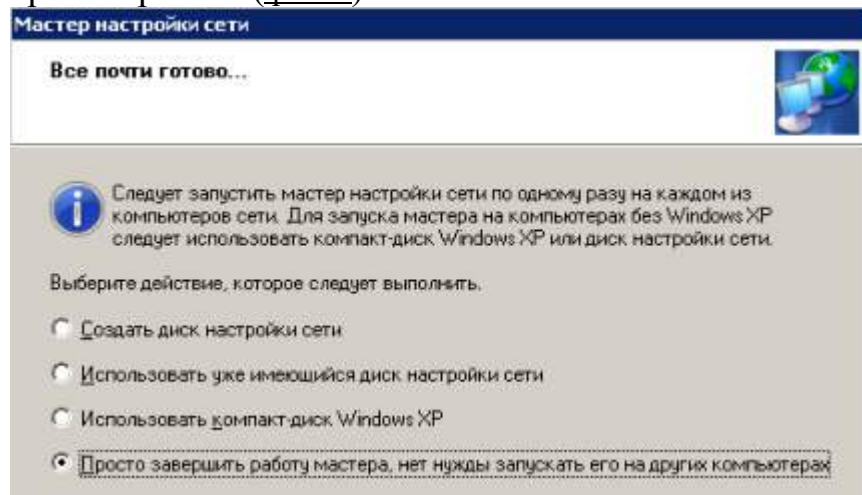 Мастер настройки сети
Все почти готово...
Следует запустить мастер настройки сети по одному разу на каждом из
компьютеров сети. Для запуска мастера на компьютерах без Windows XP
следует использовать компакт-диск Windows XP или диск настройки сети.
Выберите действие, которое следует выполнить.
Создать диск настройки сети
Использовать уже имеющийся диск настройки сети
Использовать компакт-диск Windows XP
Просто завершить работу мастера, нет нужды запускать его на других компьютерах